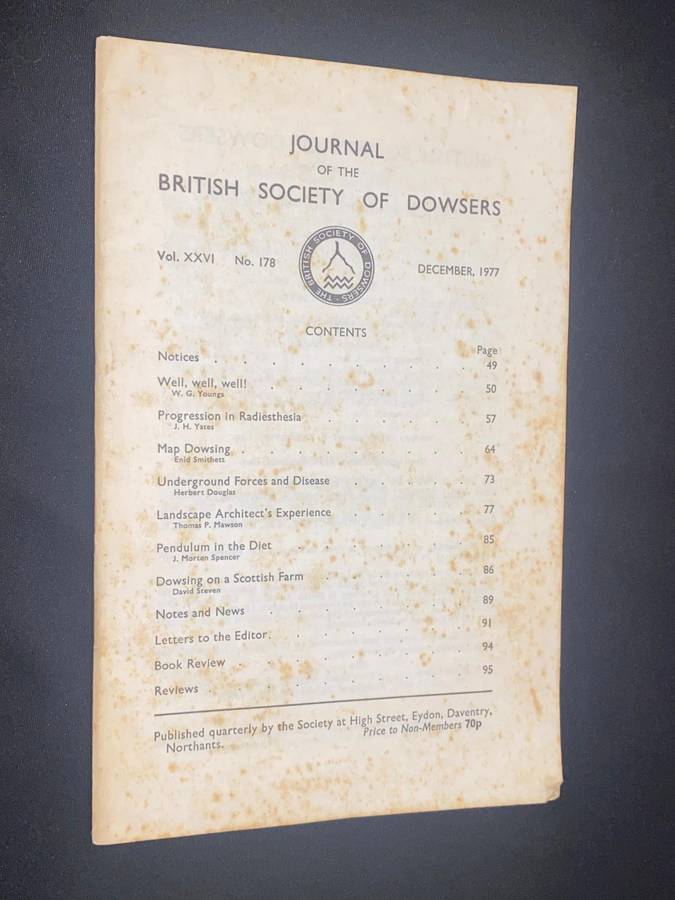 JOURNAL
OF THE
BRITISH SOCIETY OF DOWSERS
Vol. XXVI No. 178
THE BRITISH SOCIETY OF DOWSERS
DECEMBER, 1977
CONTENTS
Page
Notices . . . . . . . . . . 49
Well, well, well! . . . . . . . . 50
W. G. Youngs
Progression in Radiesthesia . . . . . . 57
J. H. Yates
Map Dowsing . . . . . . . . . 64
Enid Smithett
Underground Forces and Disease . . . . . 73
Herbert Douglas
Landscape Architect's Experience . . . . . 77
Thomas P. Mawson
Pendulum in the Diet . . . . . . . 85
J. Morten Spencer
Dowsing on a Scottish Farm . . . . . . 86
David Steven
Notes and News . . . . . . . . 89
Letters to the Editor. . . . . . . . 91
Book Review . . . . . . . . . 94
Reviews . . . . . . . . . . 95
Published quarterly by the Society at High Street, Eydon, Daventry,
Northants. Price to Non-Members 70p